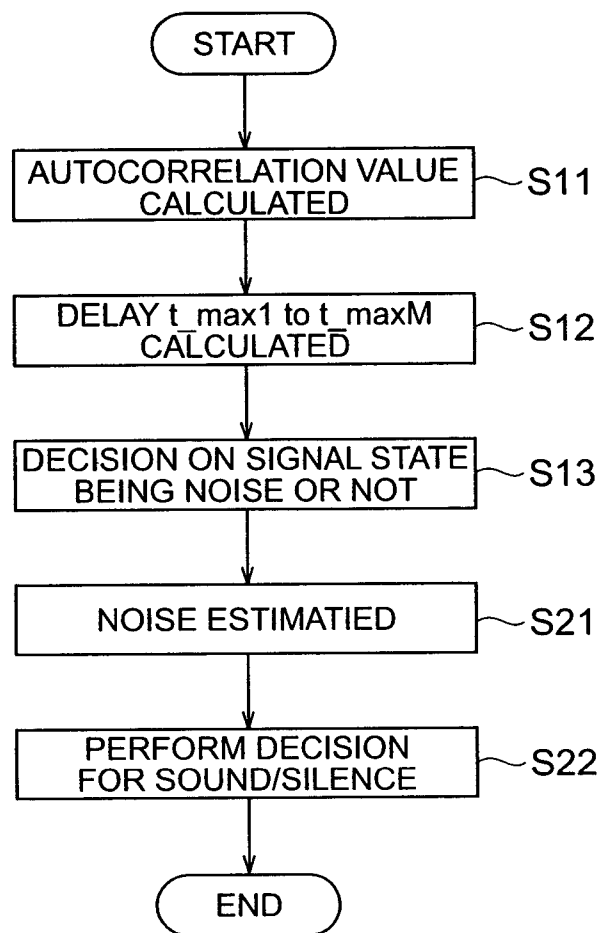 START
AUTOCORRELATION VALUE
CALCULATED
S11
DELAY t_max1 to t_maxM
CALCULATED
S12
DECISION ON SIGNAL STATE
BEING NOISE OR NOT
S13
NOISE ESTIMATIED
S21
PERFORM DECISION
FOR SOUND/SILENCE
S22
END